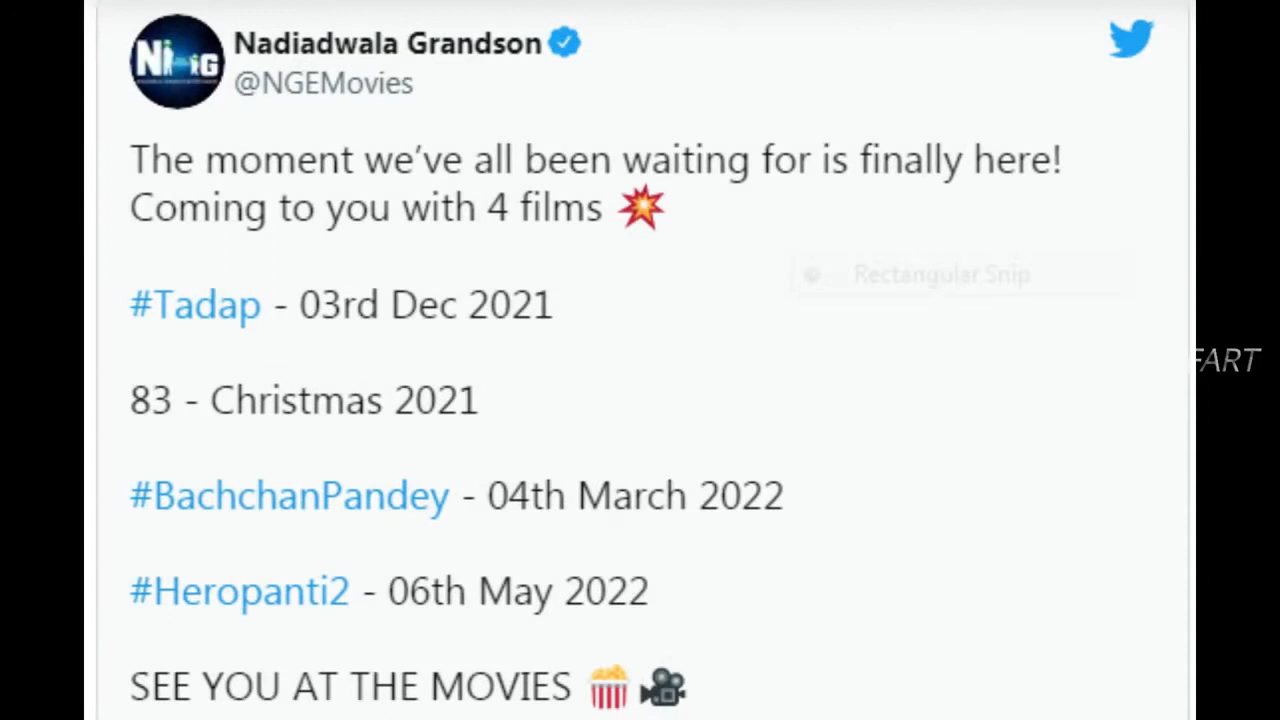 Nadiadwala Grandson
@NGEMovies
The moment we’ve all been waiting for is finally here!
Coming to you with 4 films 💥
Rectangular Snip
#Tadap - 03rd Dec 2021
FART
83 - Christmas 2021
#BachchanPandey - 04th March 2022
#Heropanti2 - 06th May 2022
SEE YOU AT THE MOVIES 🍿 🎥